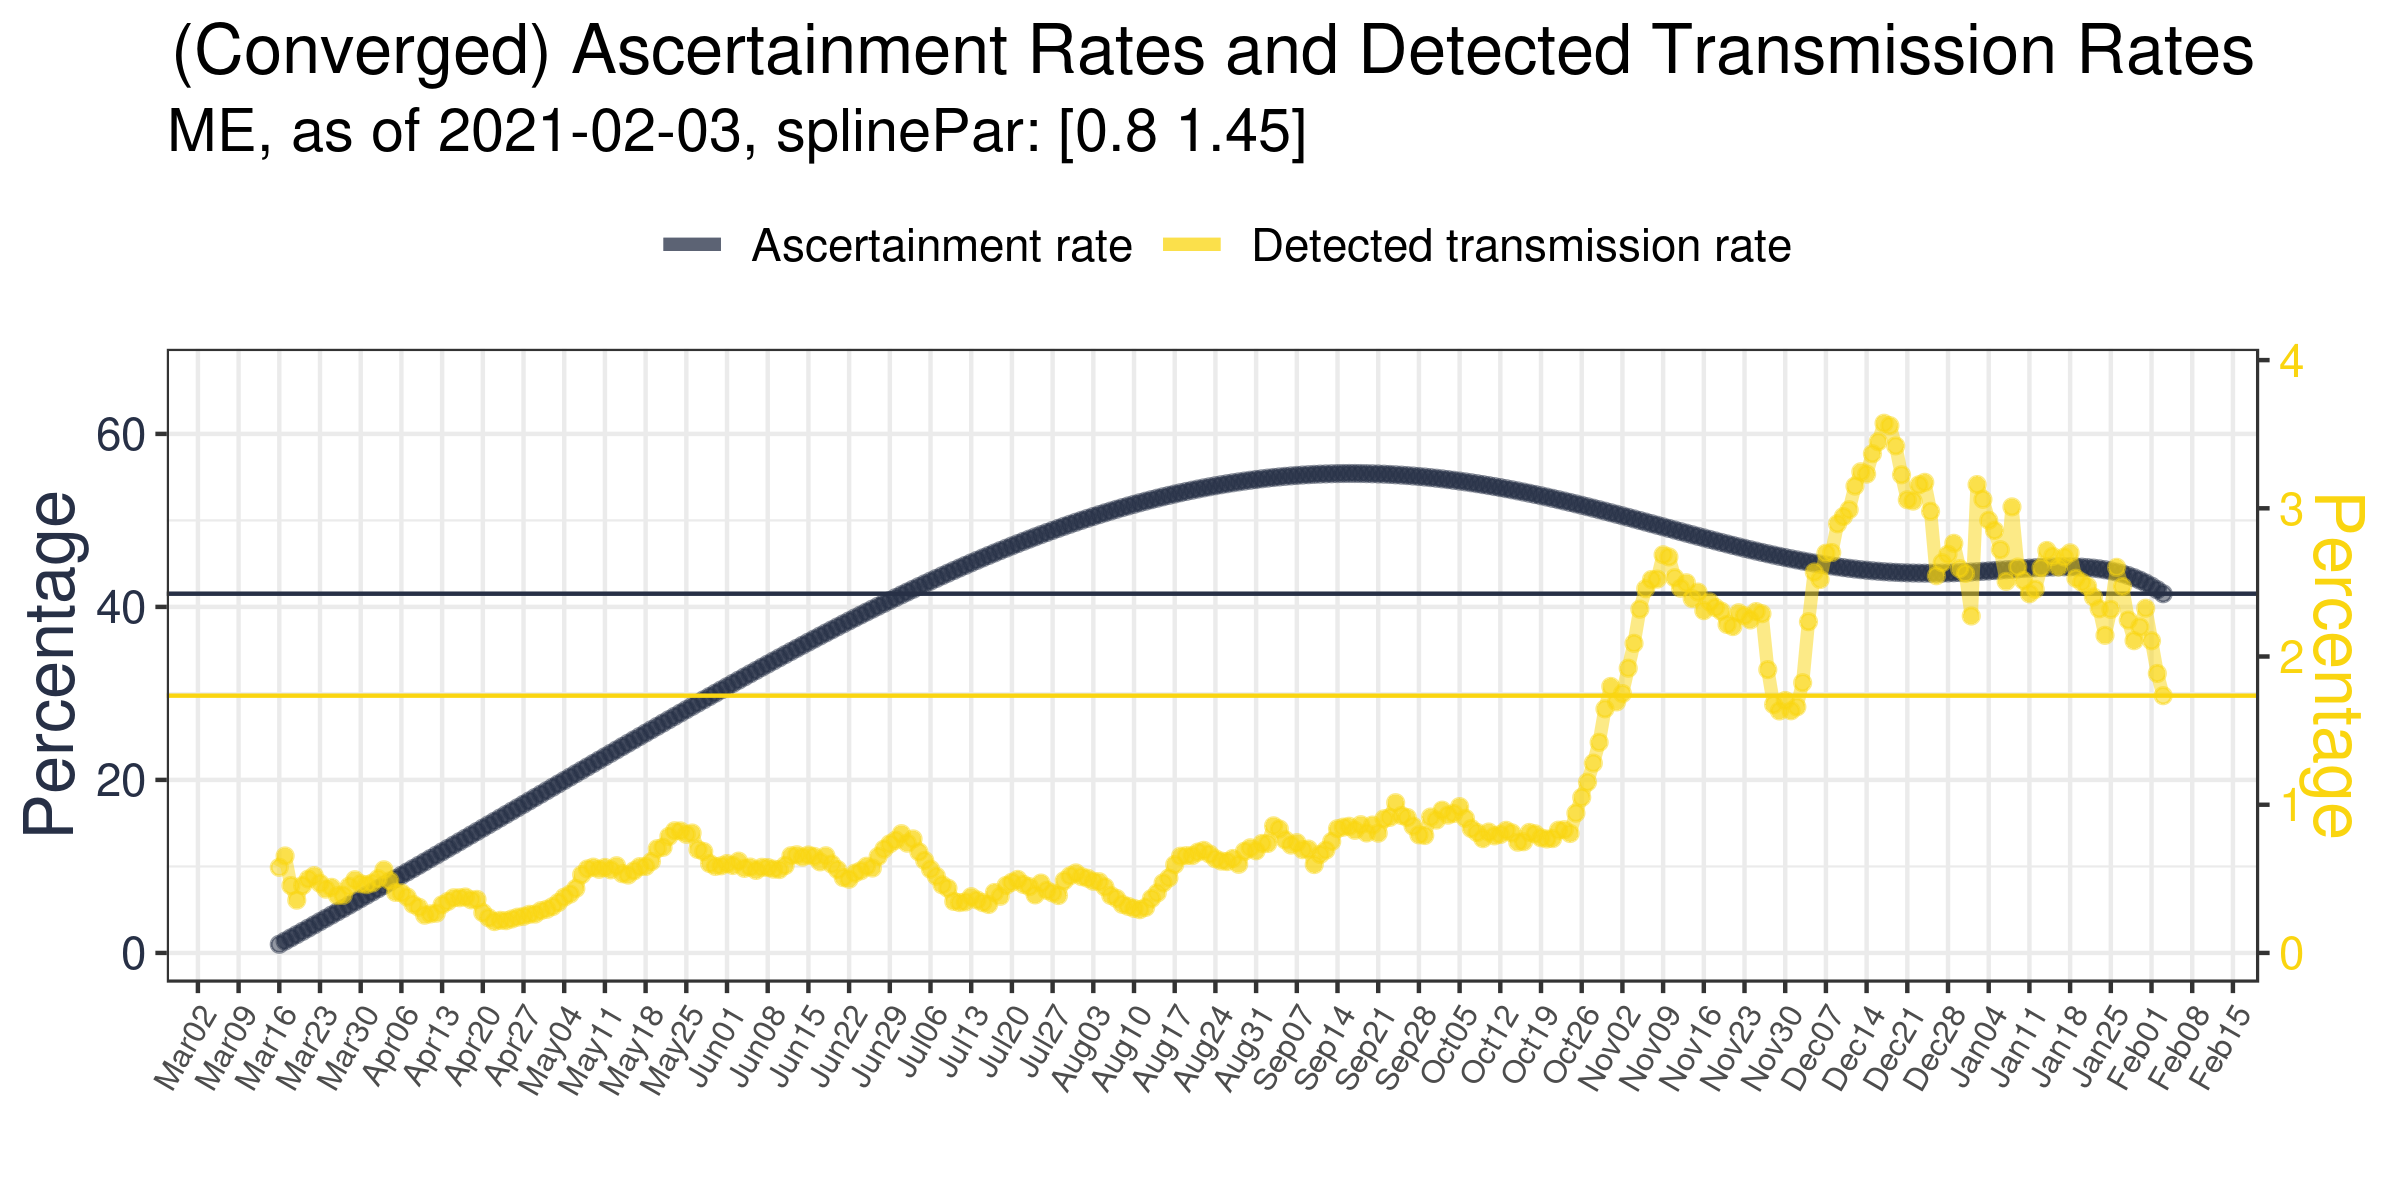 (Converged) Ascertainment Rates and Detected Transmission Rates
ME, as of 2021-02-03, splinePar: [0.8 1.45]
Ascertainment rate
Detected transmission rate
Percentage
60
40
20
0
4
3
2
1
0
Percentage
Mar02
Mar09
Mar16
Mar23
Mar30
Apr06
Apr13
Apr20
Apr27
May04
May11
May18
May25
Jun01
Jun08
Jun15
Jun22
Jun29
Jul06
Jul13
Jul20
Jul27
Aug03
Aug10
Aug17
Aug24
Aug31
Sep07
Sep14
Sep21
Sep28
Oct05
Oct12
Oct19
Oct26
Nov02
Nov09
Nov16
Nov23
Nov30
Dec07
Dec14
Dec21
Dec28
Jan04
Jan11
Jan18
Jan25
Feb01
Feb08
Feb15